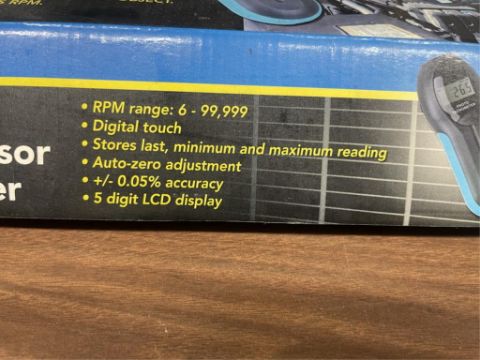 RPM.
OBJECT.
• RPM range: 6 - 99,999
• Digital touch
• Stores last, minimum and maximum reading
• Auto-zero adjustment
• +/- 0.05% accuracy
• 5 digit LCD display
sor
er